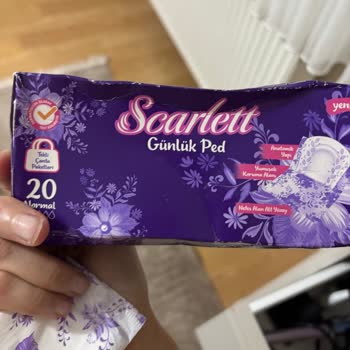 Scarlett
yeni
Günlük Ped
Tekli
Çanta
Paketleri
20
Normal
Anatomik
Yapı
Yumuşak
Koruma Alanı
Nefes Alan Alt Yüzey